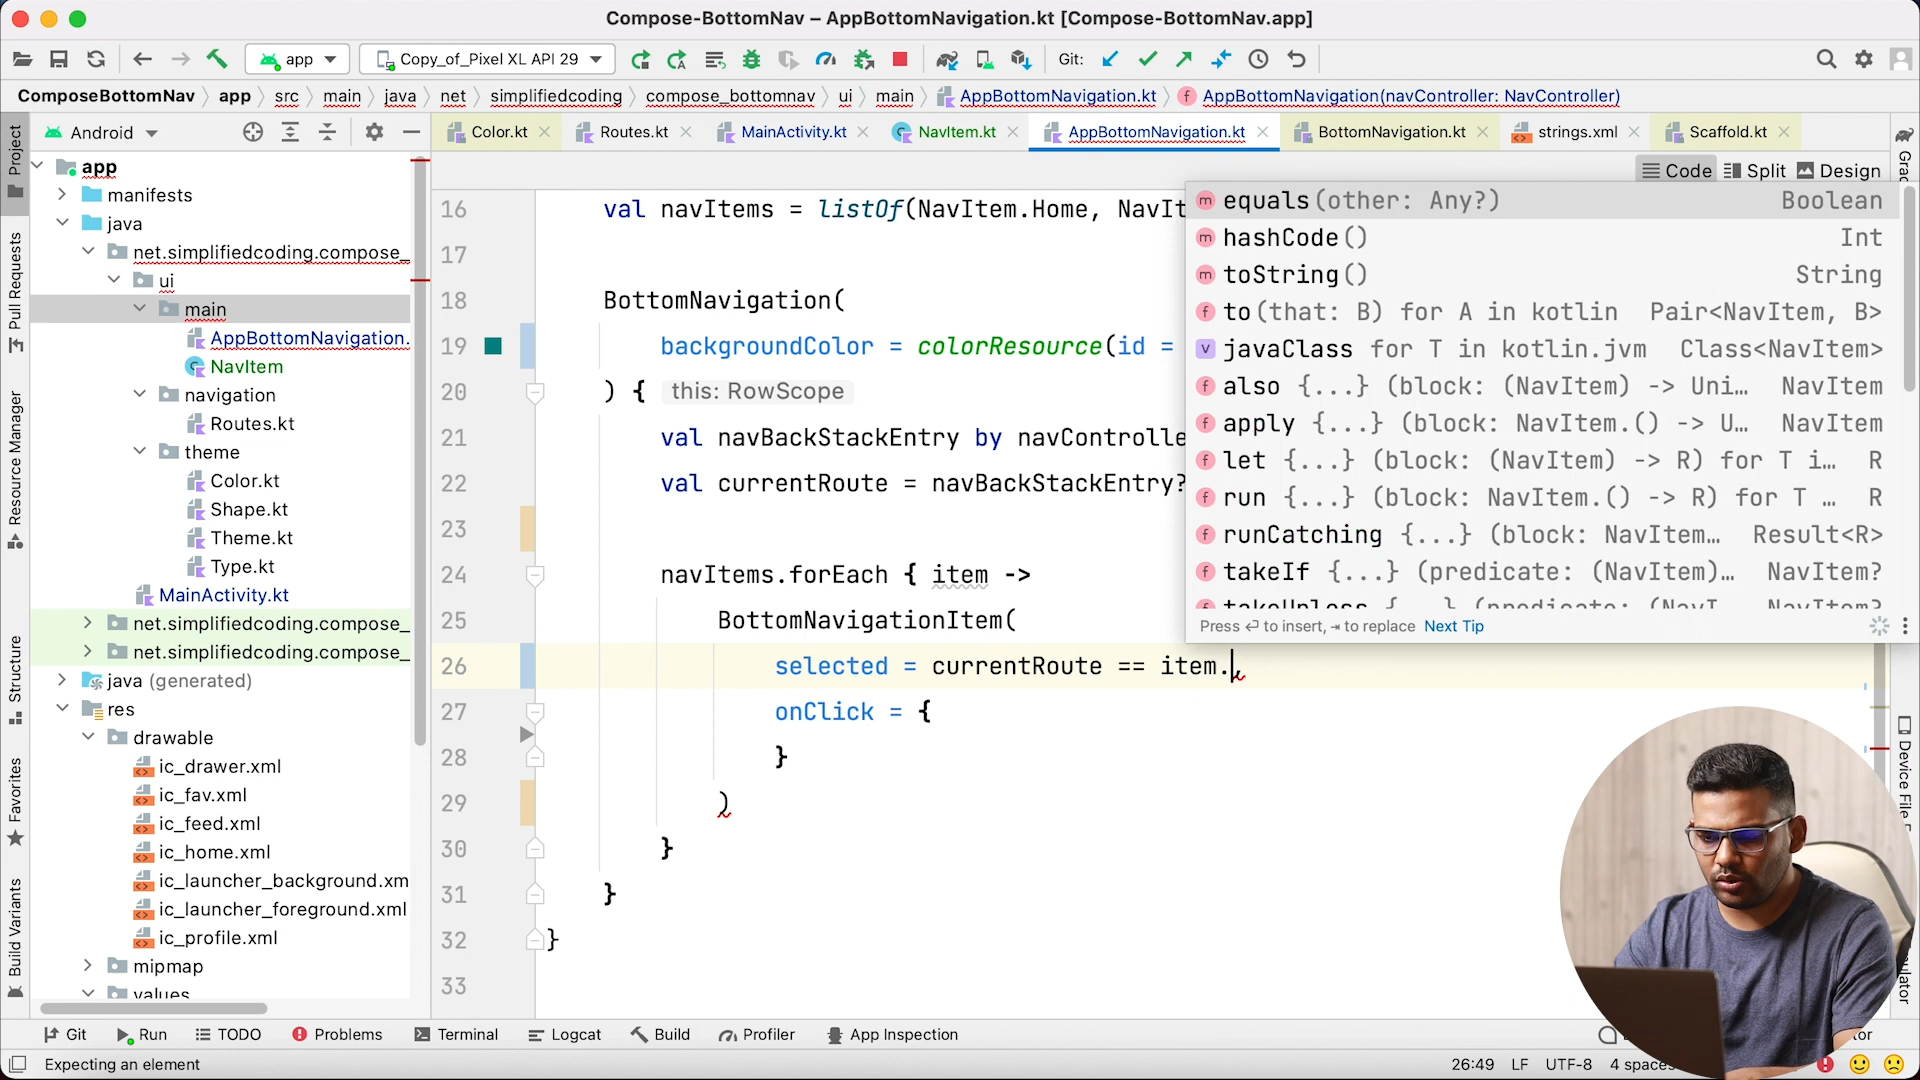 Compose-BottomNav – AppBottomNavigation.kt [Compose-BottomNav.app]
app
Copy_of_Pixel XL API 29
Git:
ComposeBottomNav
app
src
main
java
net
simplifiedcoding
compose_bottomnav
ui
main
AppBottomNavigation.kt
AppBottomNavigation(navController: NavController)
Project
Pull Requests
Resource Manager
Structure
Favorites
Build Variants
Android
Color.kt
Routes.kt
MainActivity.kt
NavItem.kt
AppBottomNavigation.kt
BottomNavigation.kt
strings.xml
Scaffold.kt
Code
Split
Design
app
manifests
java
net.simplifiedcoding.compose_
ui
main
AppBottomNavigation.
NavItem
navigation
Routes.kt
theme
Color.kt
Shape.kt
Theme.kt
Type.kt
MainActivity.kt
net.simplifiedcoding.compose_
net.simplifiedcoding.compose_
java (generated)
res
drawable
ic_drawer.xml
ic_fav.xml
ic_feed.xml
ic_home.xml
ic_launcher_background.xm
ic_launcher_foreground.xml
ic_profile.xml
mipmap
values
16 val navItems = listOf(NavItem.Home, NavIt
17
18 BottomNavigation(
19 backgroundColor = colorResource(id =
20 ) { this: RowScope
21 val navBackStackEntry by navControlle
22 val currentRoute = navBackStackEntry?
23
24 navItems.forEach { item ->
25 BottomNavigationItem(
26 selected = currentRoute == item.,
27 onClick = {
28 }
29 )
30 }
31 }
32 }
33
equals(other: Any?) Boolean
hashCode() Int
toString() String
to(that: B) for A in kotlin Pair<NavItem, B>
javaClass for T in kotlin.jvm Class<NavItem>
also {...} (block: (NavItem) -> Uni… NavItem
apply {...} (block: NavItem.() -> U… NavItem
let {...} (block: (NavItem) -> R) for T i… R
run {...} (block: NavItem.() -> R) for T … R
runCatching {...} (block: NavItem… Result<R>
takeIf {...} (predicate: (NavItem)… NavItem?
takeUnless {...} (predicate: (NavI… NavItem?
Press ⏎ to insert, ⇥ to replace Next Tip
Device File
Git
Run
TODO
Problems
Terminal
Logcat
Build
Profiler
App Inspection
Expecting an element
26:49
LF
UTF-8
4 spaces